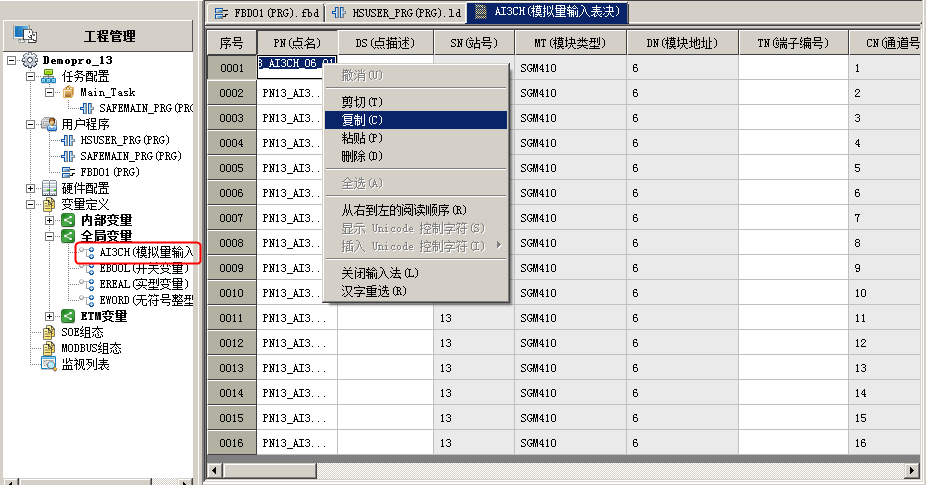 工程管理
Demopro_13
任务配置
Main_Task
SAFEMAIN_PRG(PRG
用户程序
HSUSER_PRG(PRG)
SAFEMAIN_PRG(PRG)
FBD01(PRG)
硬件配置
变量定义
内部变量
全局变量
AI3CH(模拟量输入
EBOOL(开关变量)
EREAL(实型变量)
EWORD(无符号整型
ETM变量
SOE组态
MODBUS组态
监视列表
FBD01(PRG).fbd HSUSER_PRG(PRG).ld AI3CH(模拟量输入表决)
序号 PN(点名) DS(点描述) SN(站号) MT(模块类型) DN(模块地址) TN(端子编号) CN(通道号
0001 3_AI3CH_06_01 SGM410 6 1
0002 PN13_AI3... SGM410 6 2
0003 PN13_AI3... SGM410 6 3
0004 PN13_AI3... SGM410 6 4
0005 PN13_AI3... SGM410 6 5
0006 PN13_AI3... SGM410 6 6
0007 PN13_AI3... SGM410 6 7
0008 PN13_AI3... SGM410 6 8
0009 PN13_AI3... SGM410 6 9
0010 PN13_AI3... SGM410 6 10
0011 PN13_AI3... 13 SGM410 6 11
0012 PN13_AI3... 13 SGM410 6 12
0013 PN13_AI3... 13 SGM410 6 13
0014 PN13_AI3... 13 SGM410 6 14
0015 PN13_AI3... 13 SGM410 6 15
0016 PN13_AI3... 13 SGM410 6 16
撤消(U)
剪切(T)
复制(C)
粘贴(P)
删除(D)
全选(A)
从右到左的阅读顺序(R)
显示 Unicode 控制字符(S)
插入 Unicode 控制字符(I)
关闭输入法(L)
汉字重选(R)